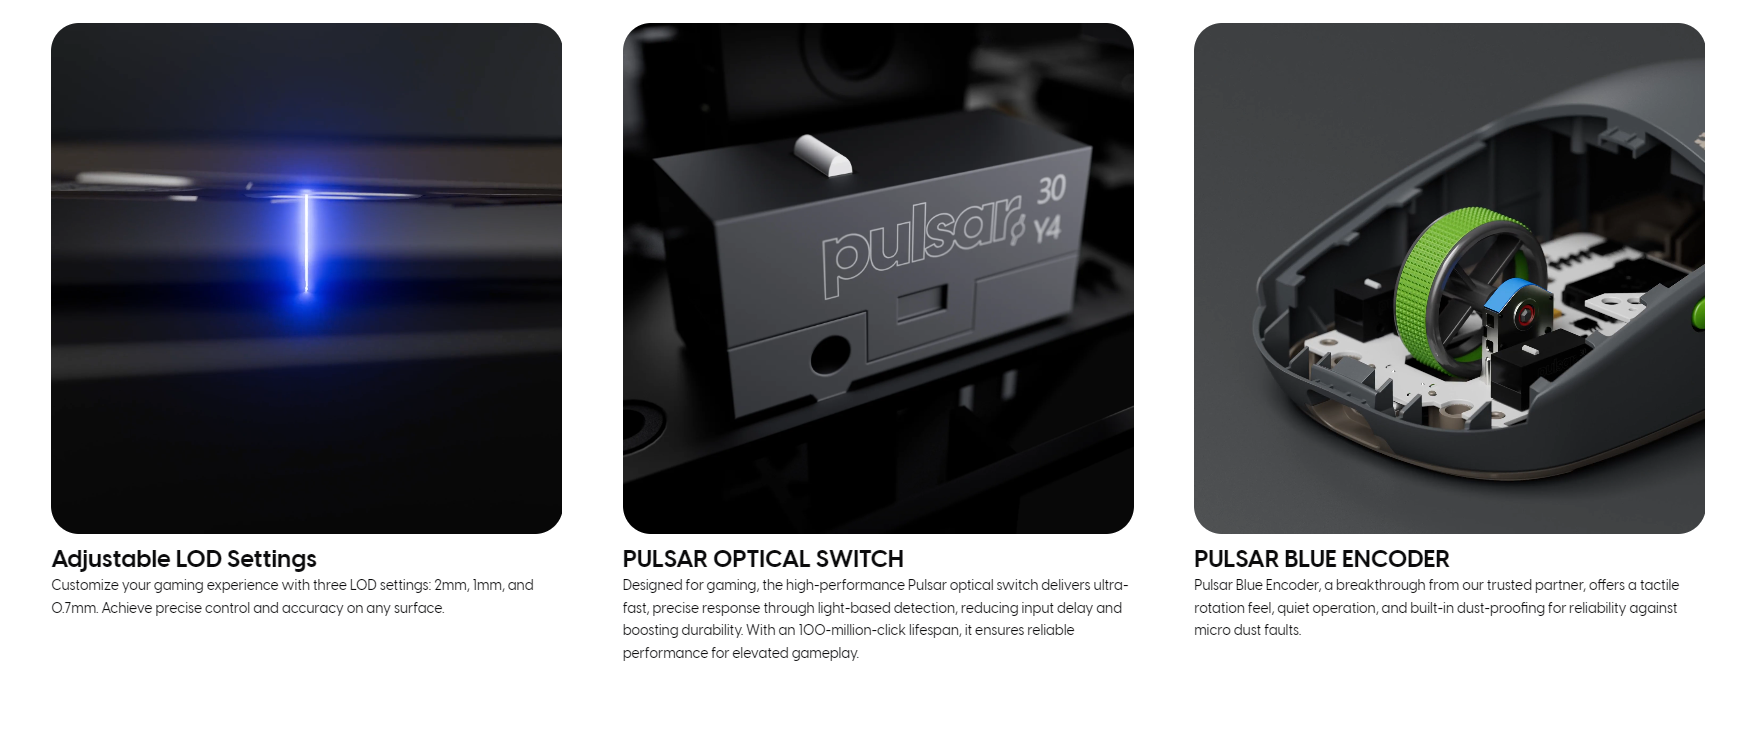 pulsar
30
Y4
Adjustable LOD Settings
Customize your gaming experience with three LOD settings: 2mm, 1mm, and
0.7mm. Achieve precise control and accuracy on any surface.
PULSAR OPTICAL SWITCH
Designed for gaming, the high-performance Pulsar optical switch delivers ultra-
fast, precise response through light-based detection, reducing input delay and
boosting durability. With an 100-million-click lifespan, it ensures reliable
performance for elevated gameplay.
PULSAR BLUE ENCODER
Pulsar Blue Encoder, a breakthrough from our trusted partner, offers a tactile
rotation feel, quiet operation, and built-in dust-proofing for reliability against
micro dust faults.